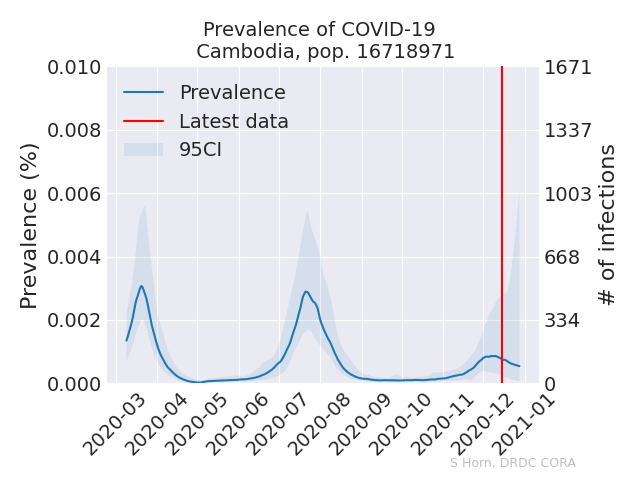 Prevalence of COVID-19
Cambodia, pop. 16718971
0.010
0.008
0.006
0.004
0.002
0.000
Prevalence (%)
Prevalence
Latest data
95CI
1671
1337
1003
668
334
0
# of infections
2020-03
2020-04
2020-05
2020-06
2020-07
2020-08
2020-09
2020-10
2020-11
2020-12
2021-01
S Horn, DRDC CORA